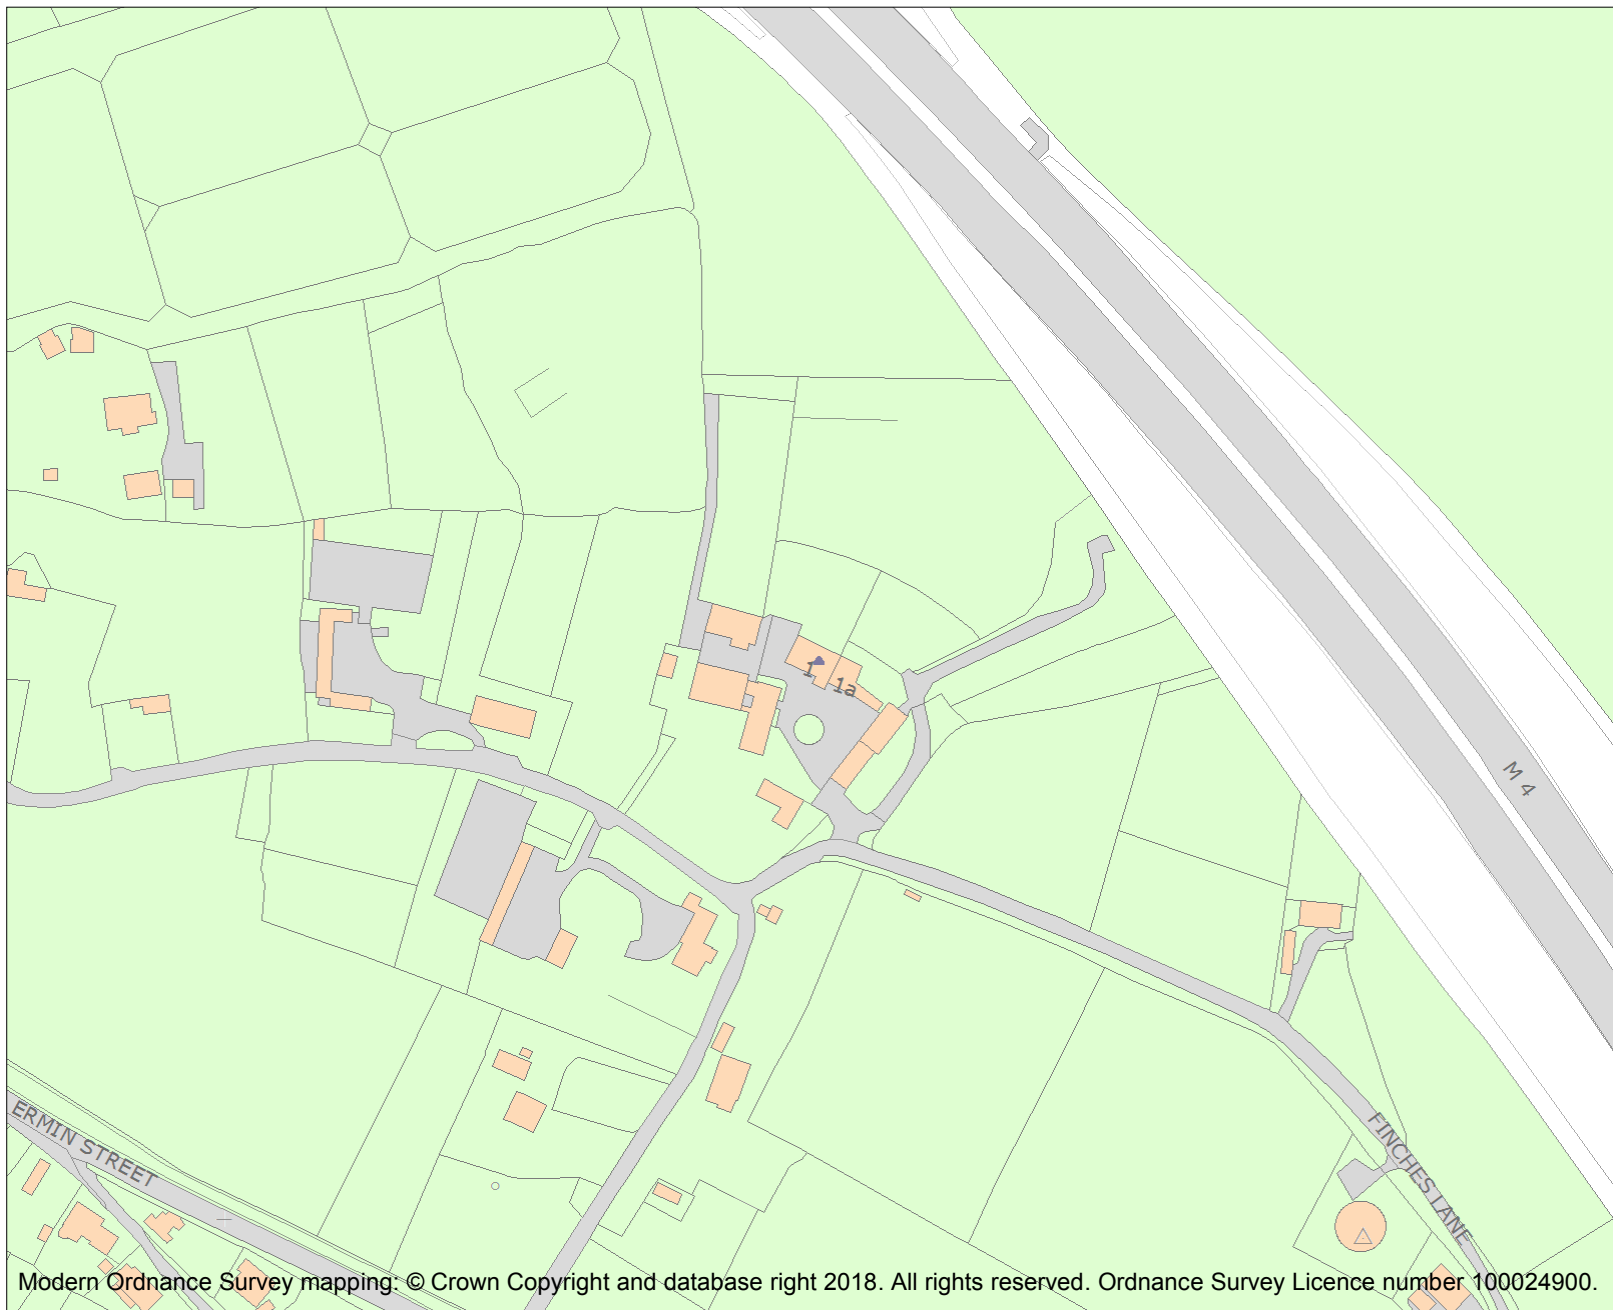 1
1a
M 4
ERMIN STREET
FINCHES LANE
Modern Ordnance Survey mapping: © Crown Copyright and database right 2018. All rights reserved. Ordnance Survey Licence number 100024900.